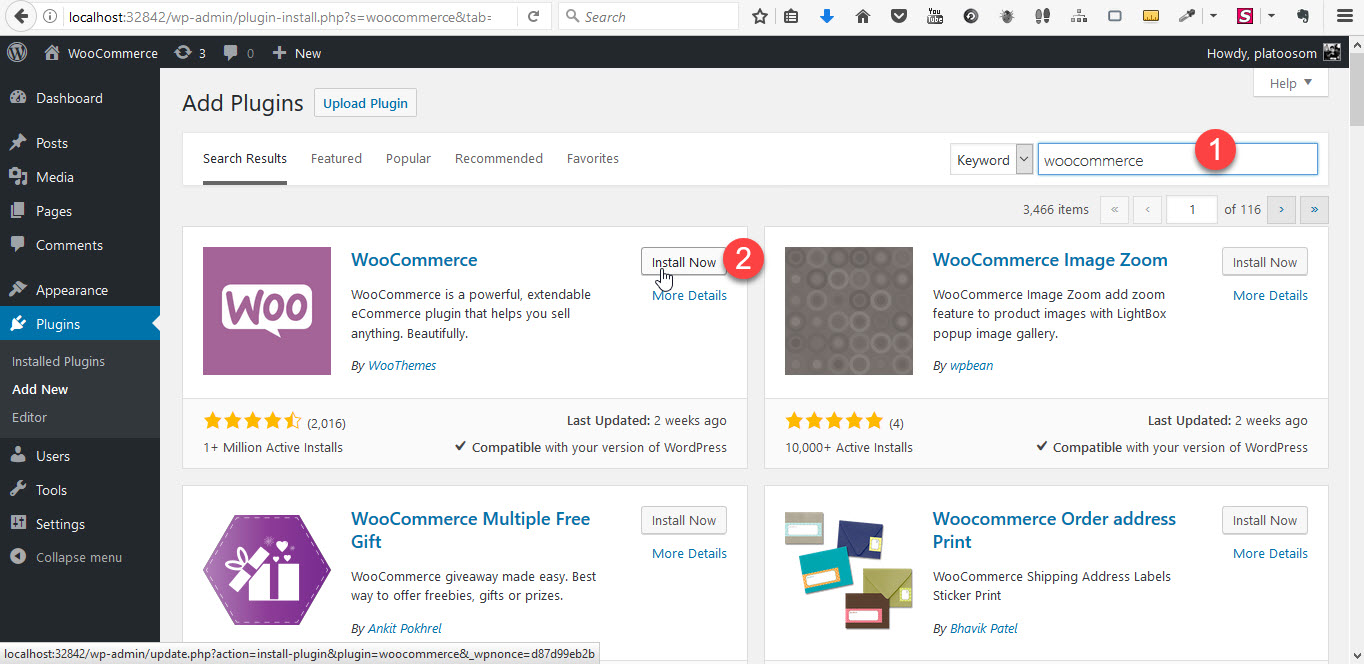 localhost:32842/wp-admin/plugin-install.php?s=woocommerce&tab=
Search
You Tube
S
WooCommerce 3 0 New
Howdy, platoosom
Dashboard
Posts
Media
Pages
Comments
Appearance
Plugins
Installed Plugins
Add New
Editor
Users
Tools
Settings
Collapse menu
Help
Add Plugins Upload Plugin
Search Results Featured Popular Recommended Favorites
Keyword woocommerce 1
3,466 items « ‹ 1 of 116 › »
WOO
WooCommerce
Install Now 2
More Details
WooCommerce is a powerful, extendable
eCommerce plugin that helps you sell
anything. Beautifully.
By WooThemes
(2,016)
Last Updated: 2 weeks ago
1+ Million Active Installs
Compatible with your version of WordPress
WooCommerce Image Zoom
Install Now
More Details
WooCommerce Image Zoom add zoom
feature to product images with LightBox
popup image gallery.
By wpbean
(4)
Last Updated: 2 weeks ago
10,000+ Active Installs
Compatible with your version of WordPress
WooCommerce Multiple Free
Gift
Install Now
More Details
WooCommerce giveaway made easy. Best
way to offer freebies, gifts or prizes.
By Ankit Pokhrel
Woocommerce Order address
Print
Install Now
More Details
WooCommerce Shipping Address Labels
Sticker Print
By Bhavik Patel
localhost:32842/wp-admin/update.php?action=install-plugin&plugin=woocommerce&_wpnonce=d87d99eb2b